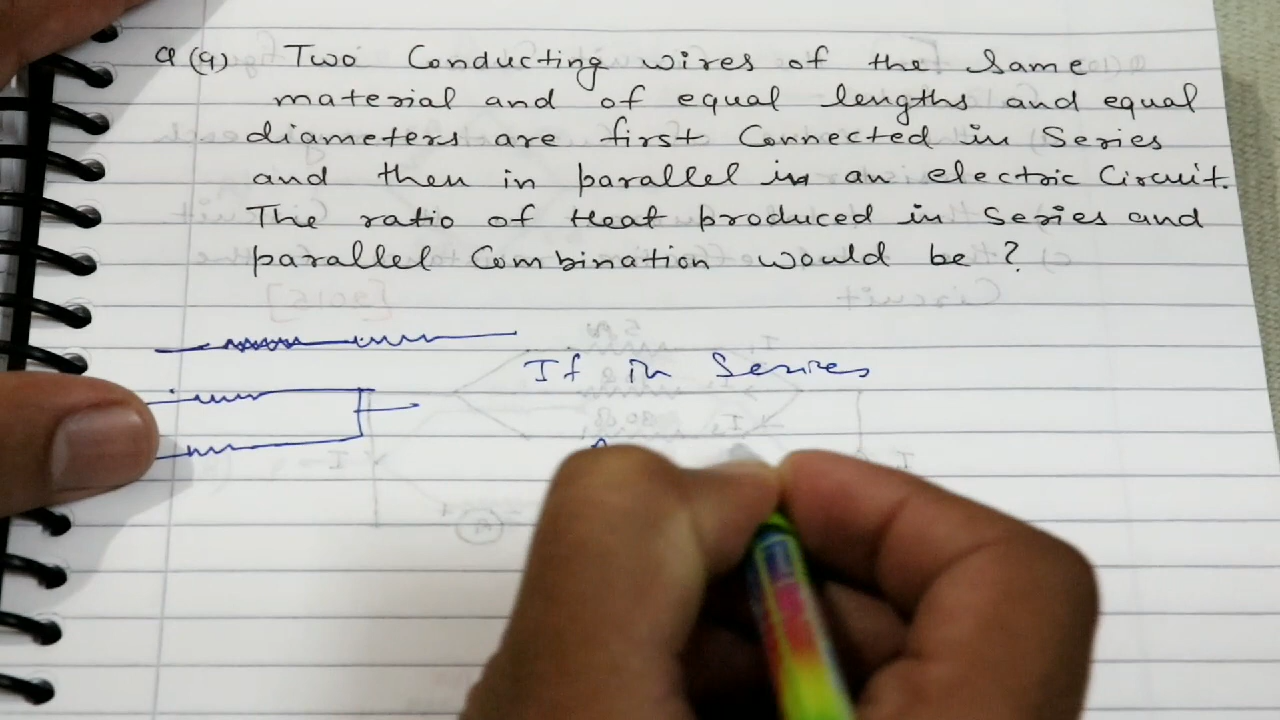 Q (9) Two Conducting wires of the same
material and of equal lengths and equal
diameters are first Connected in Series
and then in parallel in an electric Circuit.
The ratio of Heat produced in Series and
parallel Combination would be ?
If in Series